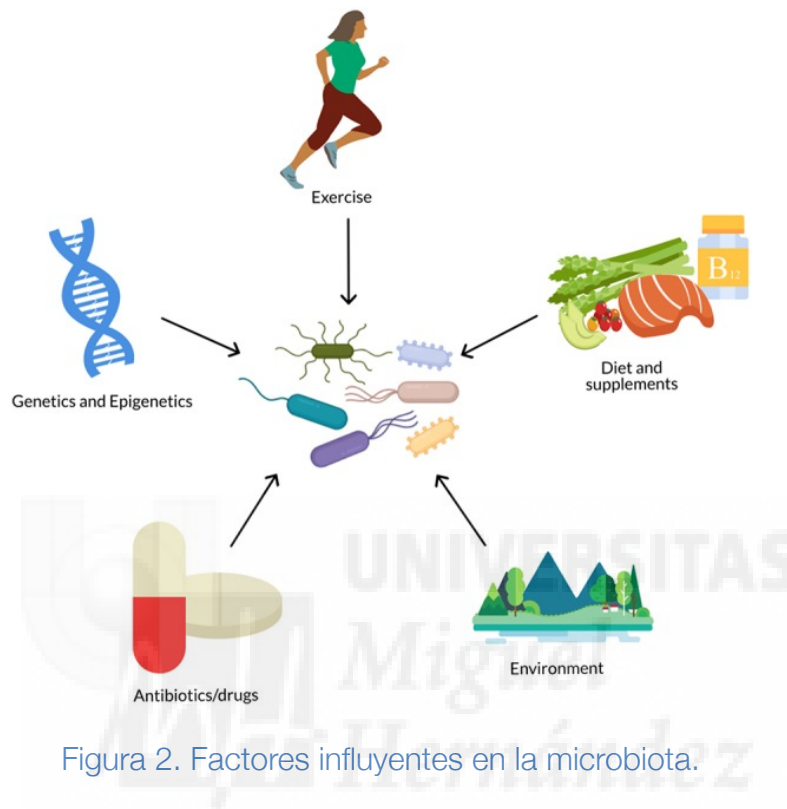 Exercise
B12
Genetics and Epigenetics
Diet and
supplements
UNIVERSITAS
Miguel
Environment
Antibiotics/drugs
Hernández
Figura 2. Factores influyentes en la microbiota.